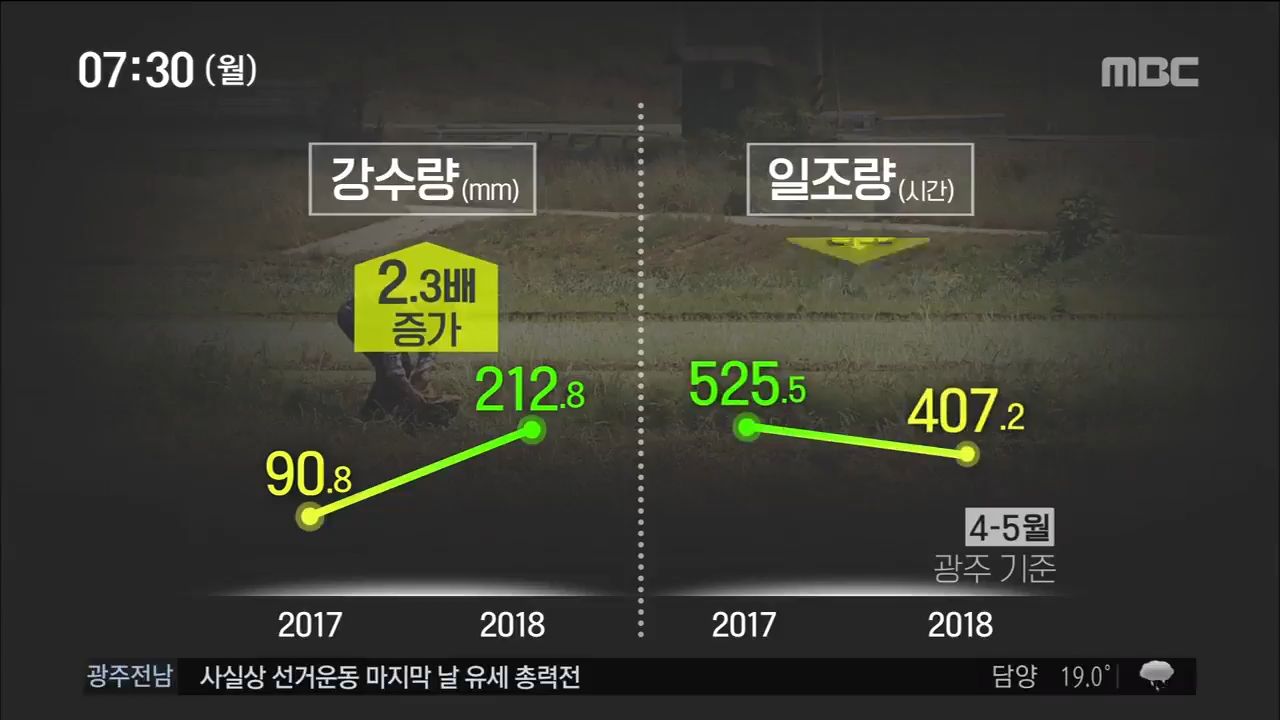 07:30 (월)
MBC
강수량(mm)
2.3배
증가
90.8
212.8
2017
2018
일조량(시간)
525.5
407.2
4-5월
광주 기준
2017
2018
광주전남
사실상 선거운동 마지막 날 유세 총력전
담양 19.0°